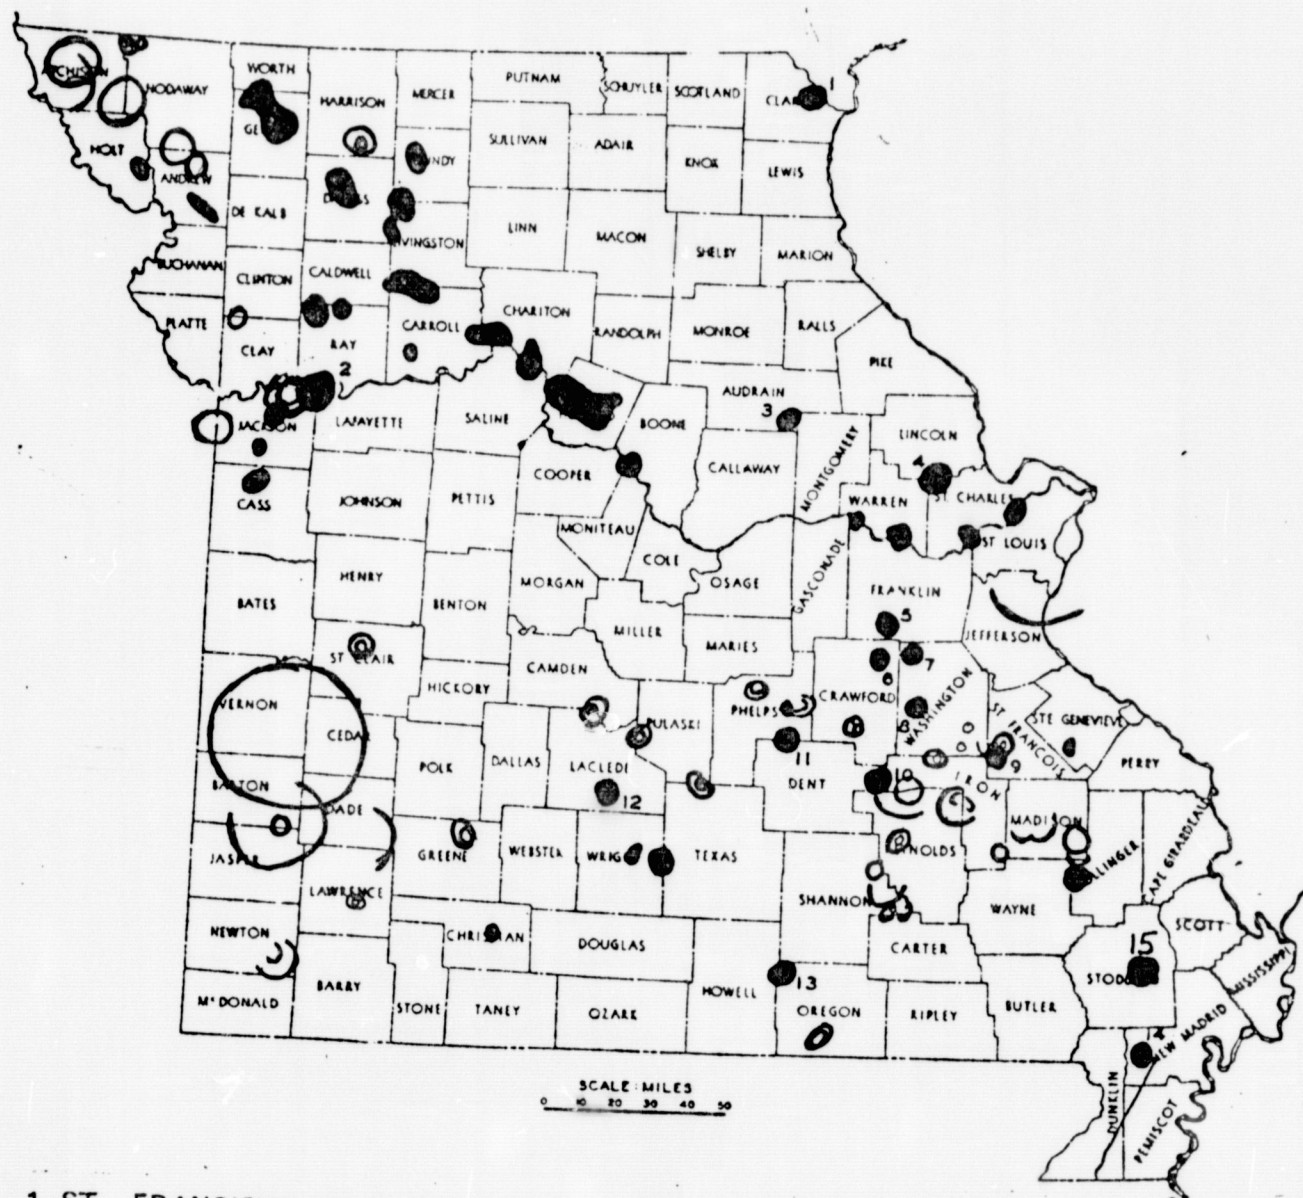 WORTH
PUTNAM
SCHUYLER
SCOTLAND
1
HARRISON
MERCER
NODAWAY
SULLIVAN
ADAIR
KNOX
LEWIS
HOLT
ANDREW
DE KALB
LINN
MACON
SHELBY
MARION
BUCHANAN
CLINTON
CALDWELL
CHARITON
PLATTE
CLAY
RAY
CARROLL
RANDOLPH
MONROE
RALLS
PIKE
2
AUDRAIN
3
JACKSON
LAFAYETTE
SALINE
BOONE
LINCOLN
4
CALLAWAY
MONTGOMERY
WARREN
ST. CHARLES
CASS
JOHNSON
PETTIS
COOPER
MONITEAU
COLE
OSAGE
GASCONADE
ST LOUIS
FRANKLIN
5
BATES
HENRY
BENTON
MORGAN
MILLER
MARIES
JEFFERSON
ST CLAIR
HICKORY
CAMDEN
6
7
VERNON
CEDAR
PULASKI
PHELPS
CRAWFORD
8
WASHINGTON
ST FRANCOIS
STE GENEVIEVE
POLK
DALLAS
LACLEDE
11
DENT
10
IRON
9
PERRY
BARTON
DADE
12
MADISON
JASPER
GREENE
WEBSTER
TEXAS
CAPE GIRARDEAU
LAWRENCE
SHANNON
WAYNE
NEWTON
DOUGLAS
CARTER
SCOTT
15
MISSISSIPPI
McDONALD
BARRY
STONE
TANEY
OZARK
HOWELL
13
OREGON
RIPLEY
BUTLER
NEW MADRID
DUNKLIN
PEMISCOT
SCALE: MILES
0 10 20 30 40 50